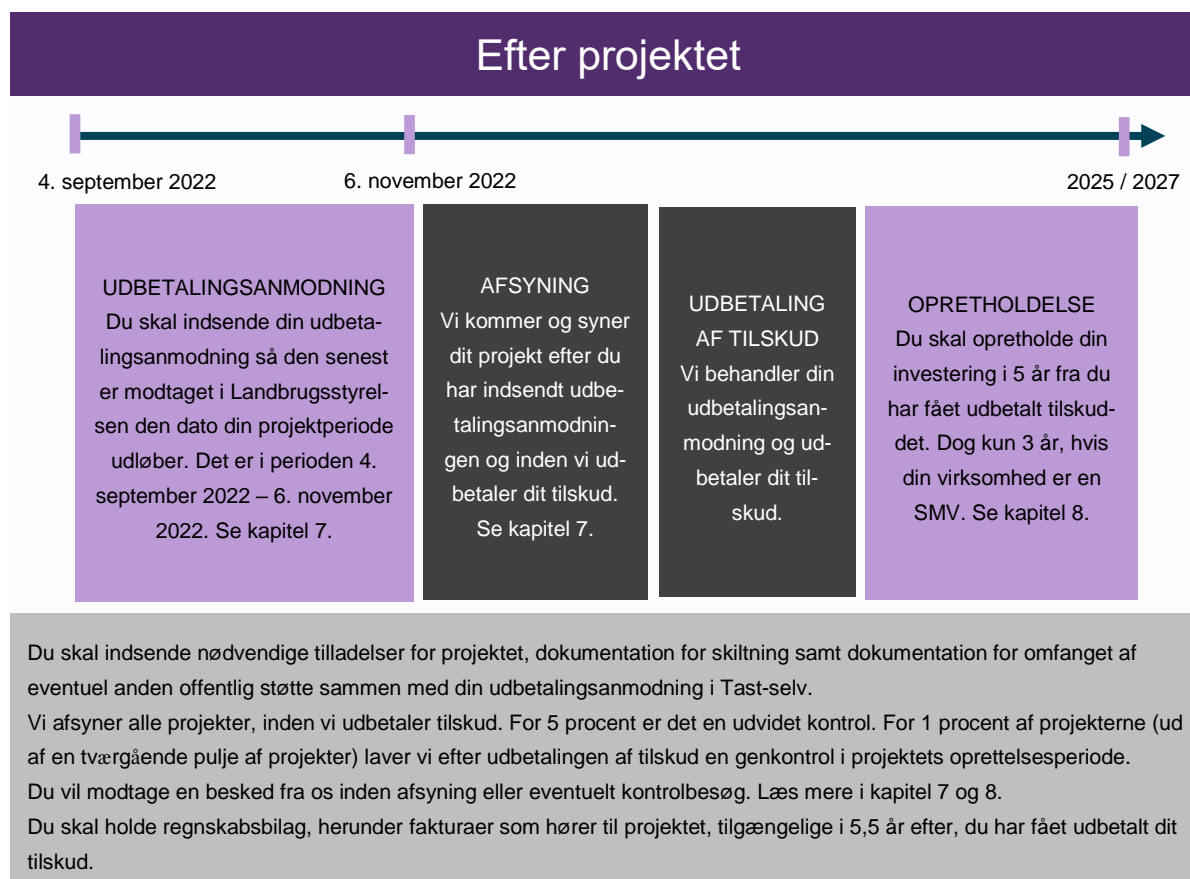 Efter projektet
4. september 2022
6. november 2022
2025 / 2027
UDBETALINGSANMODNING
Du skal indsende din udbeta-
lingsanmodning så den senest
er modtaget i Landbrugsstyrel-
sen den dato din projektperiode
udløber. Det er i perioden 4.
september 2022 – 6. november
2022. Se kapitel 7.
AFSYNING
Vi kommer og syner
dit projekt efter du
har indsendt udbe-
talingsanmodnin-
gen og inden vi ud-
betaler dit tilskud.
Se kapitel 7.
UDBETALING
AF TILSKUD
Vi behandler din
udbetalingsan-
modning og ud-
betaler dit til-
skud.
OPRETHOLDELSE
Du skal opretholde din
investering i 5 år fra du
har fået udbetalt tilskud-
det. Dog kun 3 år, hvis
din virksomhed er en
SMV. Se kapitel 8.
Du skal indsende nødvendige tilladelser for projektet, dokumentation for skiltning samt dokumentation for omfanget af
eventuel anden offentlig støtte sammen med din udbetalingsanmodning i Tast-selv.
Vi afsyner alle projekter, inden vi udbetaler tilskud. For 5 procent er det en udvidet kontrol. For 1 procent af projekterne (ud
af en tværgående pulje af projekter) laver vi efter udbetalingen af tilskud en genkontrol i projektets oprettelsesperiode.
Du vil modtage en besked fra os inden afsyning eller eventuelt kontrolbesøg. Læs mere i kapitel 7 og 8.
Du skal holde regnskabsbilag, herunder fakturaer som hører til projektet, tilgængelige i 5,5 år efter, du har fået udbetalt dit
tilskud.